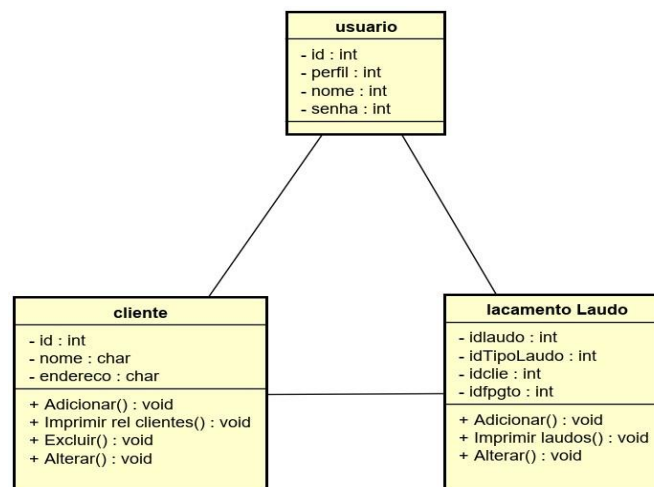 usuario
- id : int
- perfil : int
- nome : int
- senha : int
cliente
- id : int
- nome : char
- endereco : char
+ Adicionar() : void
+ Imprimir rel clientes() : void
+ Excluir() : void
+ Alterar() : void
lacamento Laudo
- idlaudo : int
- idTipoLaudo : int
- idclie : int
- idfpgto : int
+ Adicionar() : void
+ Imprimir laudos() : void
+ Alterar() : void